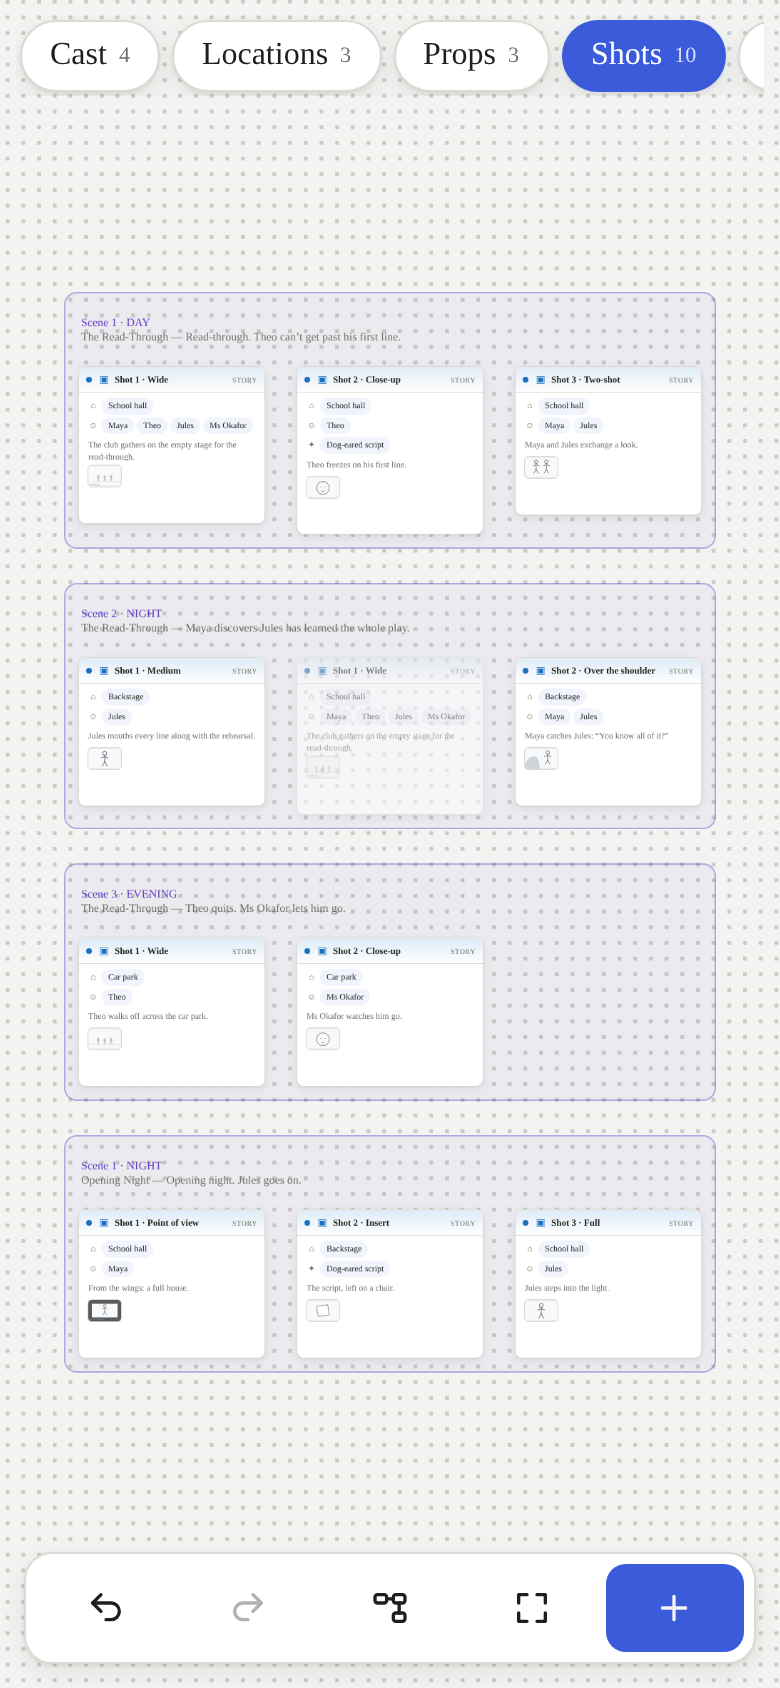 Cast 4
Locations 3
Props 3
Shots 10
Scene 1 · DAY
The Read-Through — Read-through. Theo can't get past his first line.
Shot 1 · Wide STORY
School hall
Maya Theo Jules Ms Okafor
The club gathers on the empty stage for the
read-through.
Shot 2 · Close-up STORY
School hall
Theo
Dog-eared script
Theo freezes on his first line.
Shot 3 · Two-shot STORY
School hall
Maya Jules
Maya and Jules exchange a look.
Scene 2 · NIGHT
The Read-Through — Maya discovers Jules has learned the whole play.
Shot 1 · Medium STORY
Backstage
Jules
Jules mouths every line along with the rehearsal.
Shot 1 · Wide STORY
School hall
Maya Theo Jules Ms Okafor
The club gathers on the empty stage for the
read-through.
Shot 2 · Over the shoulder STORY
Backstage
Maya Jules
Maya catches Jules: “You know all of it?”
Scene 3 · EVENING
The Read-Through — Theo quits. Ms Okafor lets him go.
Shot 1 · Wide STORY
Car park
Theo
Theo walks off across the car park.
Shot 2 · Close-up STORY
Car park
Ms Okafor
Ms Okafor watches him go.
Scene 1 · NIGHT
Opening Night — Opening night. Jules goes on.
Shot 1 · Point of view STORY
School hall
Maya
From the wings: a full house.
Shot 2 · Insert STORY
Backstage
Dog-eared script
The script, left on a chair.
Shot 3 · Full STORY
School hall
Jules
Jules steps into the light.